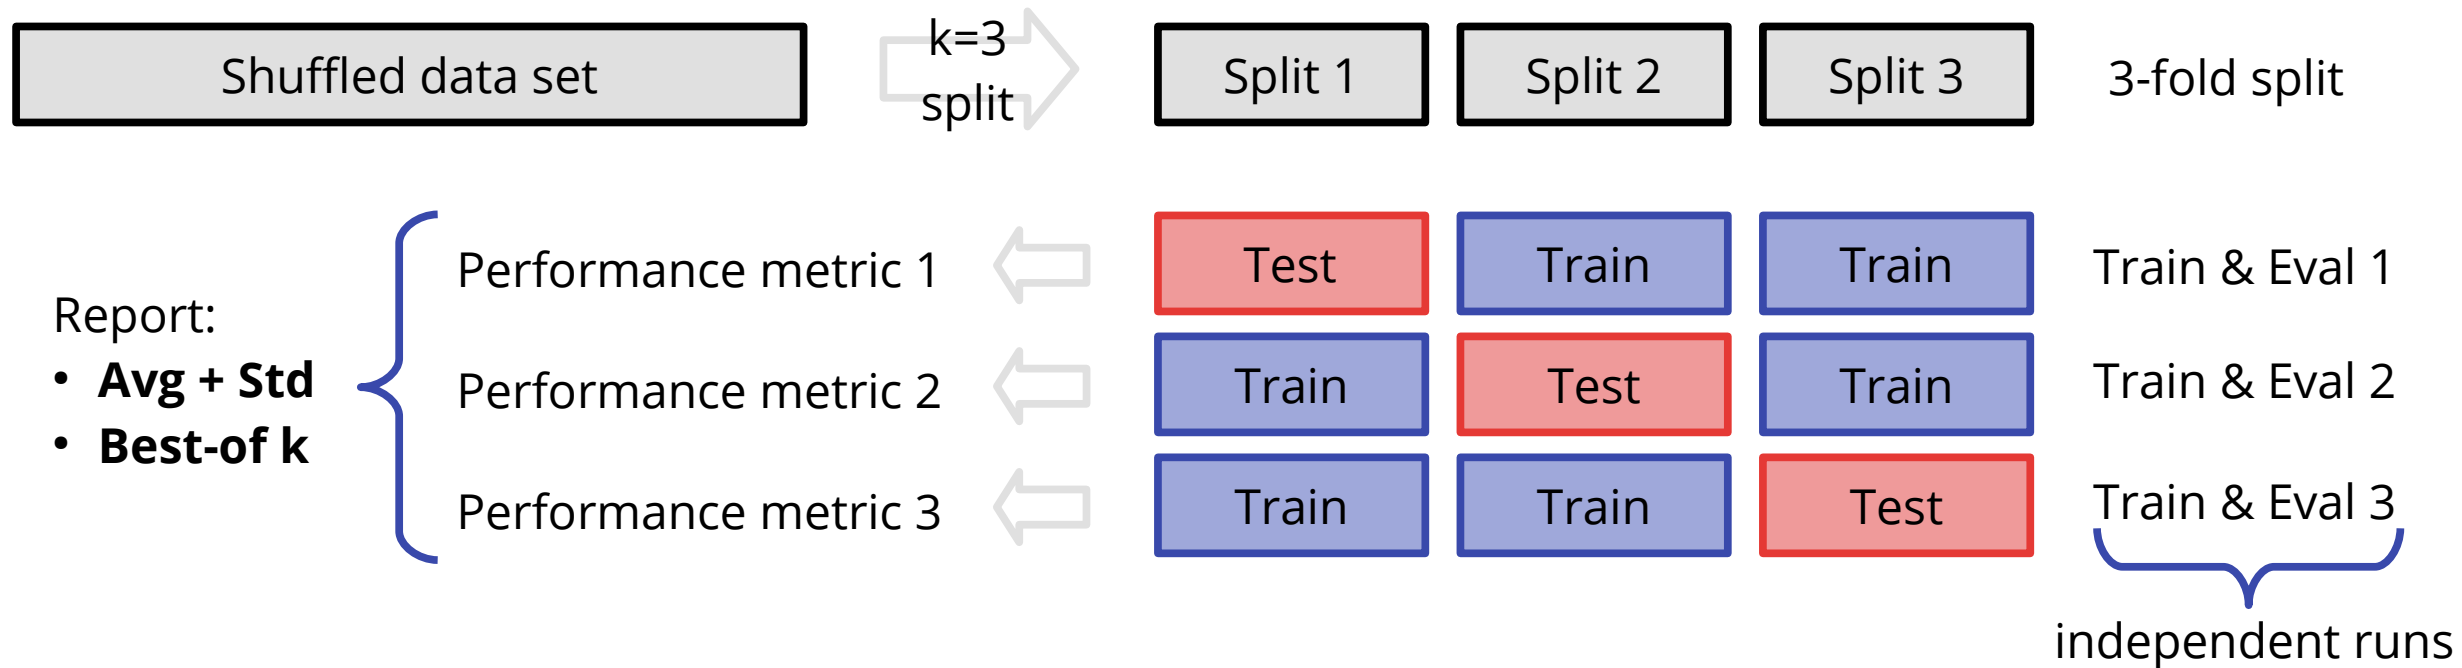 Shuffled data set
k=3
split
Split 1
Split 2
Split 3
3-fold split
Report:
• Avg + Std
• Best-of k
Performance metric 1
Test
Train
Train
Train & Eval 1
Performance metric 2
Train
Test
Train
Train & Eval 2
Performance metric 3
Train
Train
Test
Train & Eval 3
independent runs